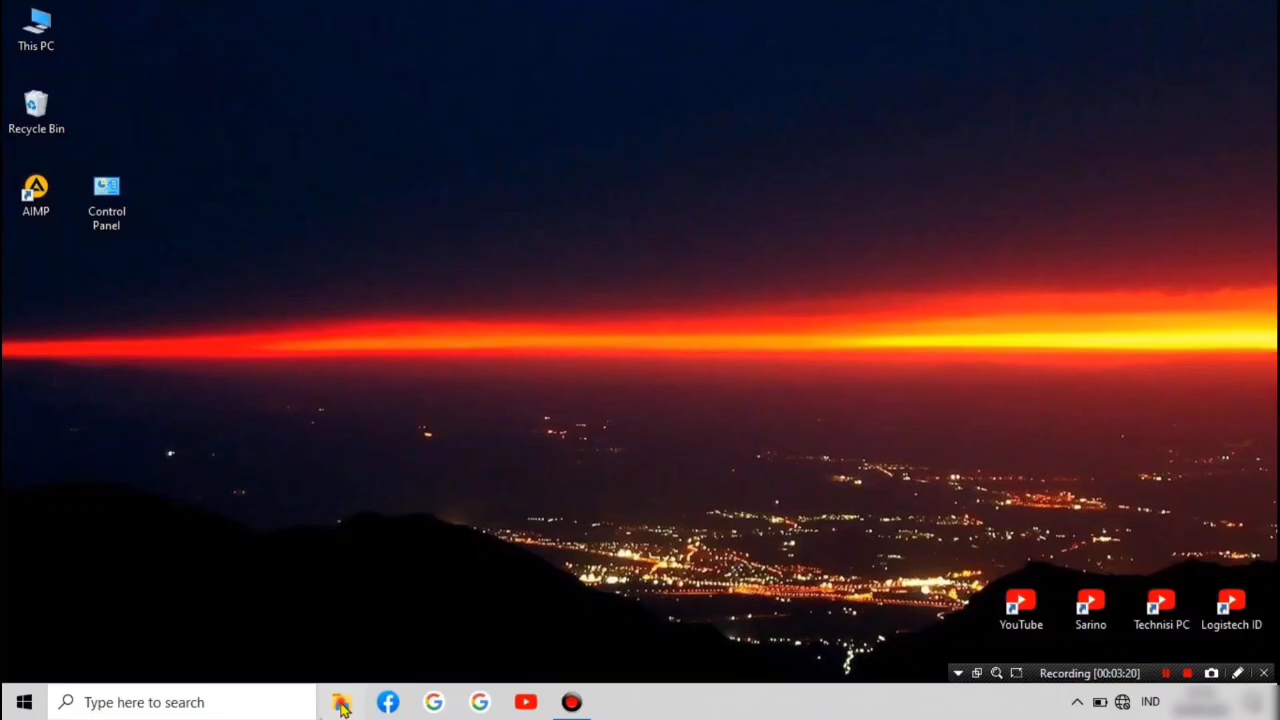 This PC
Recycle Bin
AIMP
Control
Panel
YouTube
Sarino
Technisi PC
Logistech ID
Recording [00:03:20]
Type here to search
IND